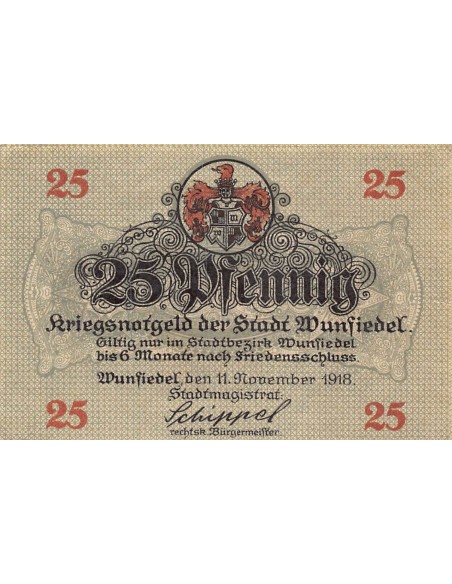 25 25
25 Pfennig
Kriegsnotgeld der Stadt Wunsiedel.
Giltig nur im Stadtbezirk Wunsiedel
bis 6 Monate nach Friedensschluss.
Wunsiedel, den 11. November 1918.
Stadtmagistrat:
Schippel
rechtsk. Bürgermeister.
25 25